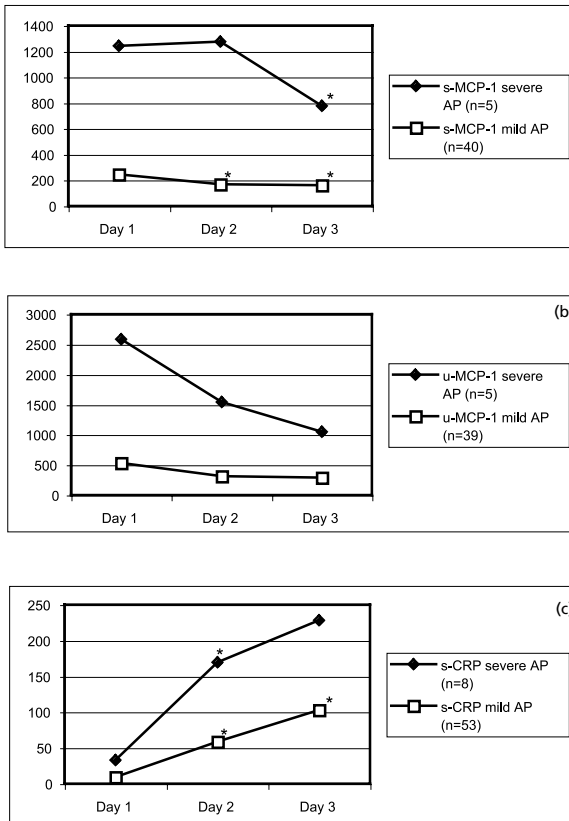 1400
1200
1000
800
600
400
200
0
*
*
*
Day 1 Day 2 Day 3
s-MCP-1 severe
AP (n=5)
s-MCP-1 mild AP
(n=40)
(b
3000
2500
2000
1500
1000
500
0
Day 1 Day 2 Day 3
u-MCP-1 severe
AP (n=5)
u-MCP-1 mild AP
(n=39)
(c)
250
200
150
100
50
0
*
*
*
Day 1 Day 2 Day 3
s-CRP severe AP
(n=8)
s-CRP mild AP
(n=53)